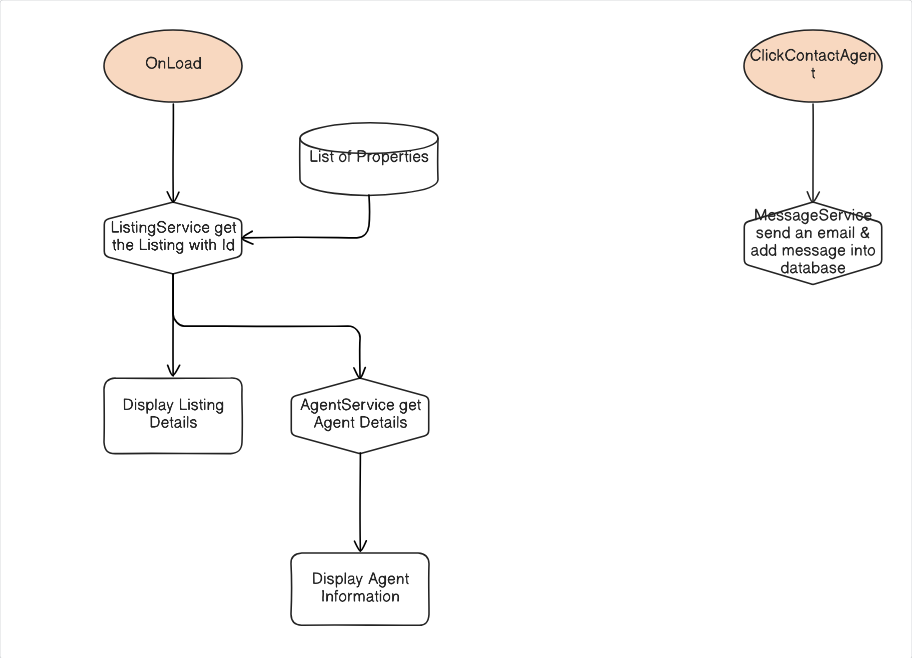 OnLoad
ClickContactAgen
t
List of Properties
ListingService get
the Listing with Id
MessageService
send an email &
add message into
database
Display Listing
Details
AgentService get
Agent Details
Display Agent
Information